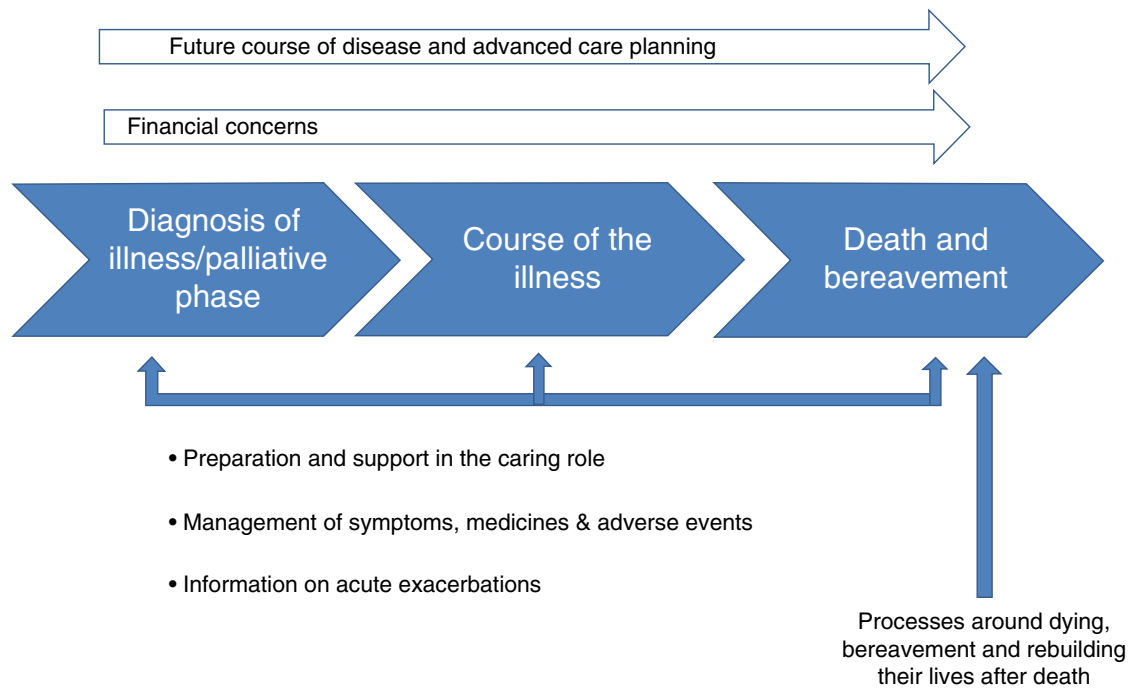 Future course of disease and advanced care planning
Financial concerns
Diagnosis of
illness/palliative
phase
Course of the
illness
Death and
bereavement
• Preparation and support in the caring role
• Management of symptoms, medicines & adverse events
• Information on acute exacerbations
Processes around dying,
bereavement and rebuilding
their lives after death